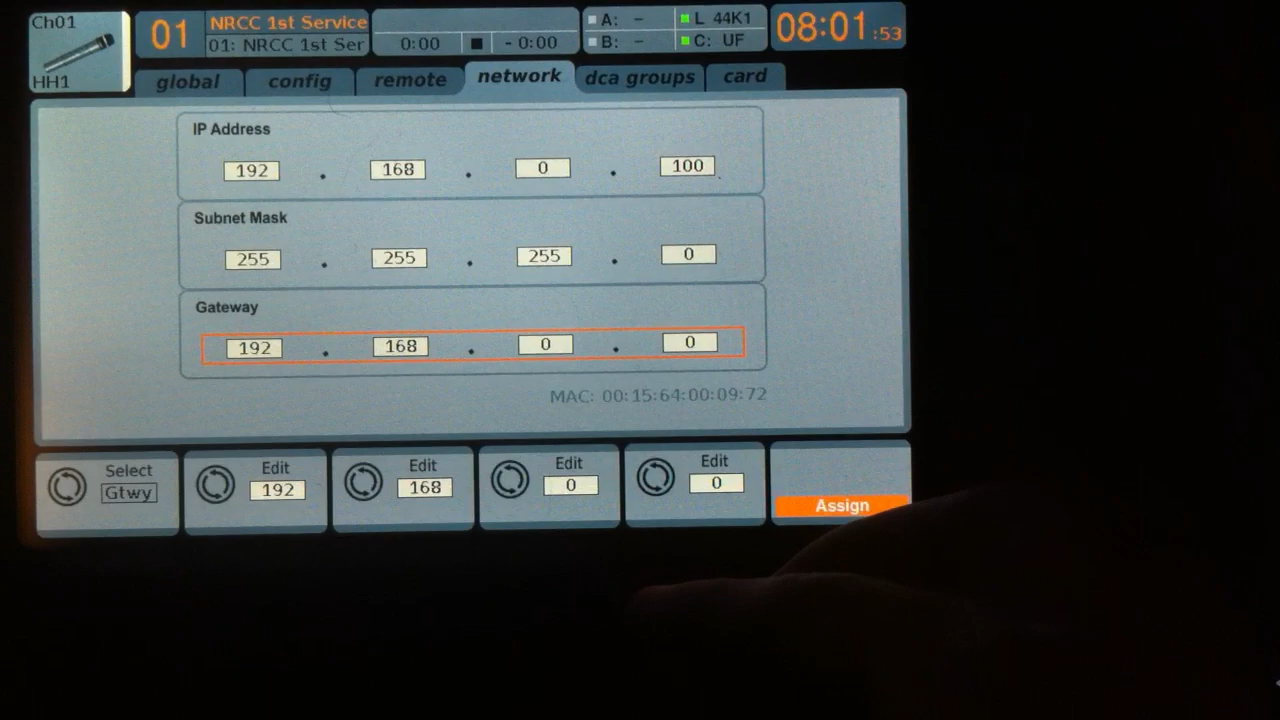 Ch01
HH1
01
NRCC 1st Service
01: NRCC 1st Ser
0:00 - 0:00
A: - L 44K1
B: - C: UF
08:01:53
global config remote network dca groups card
IP Address
192 . 168 . 0 . 100
Subnet Mask
255 . 255 . 255 . 0
Gateway
192 . 168 . 0 . 0
MAC: 00:15:64:00:09:72
Select Edit Edit Edit Edit
Gtwy 192 168 0 0
Assign